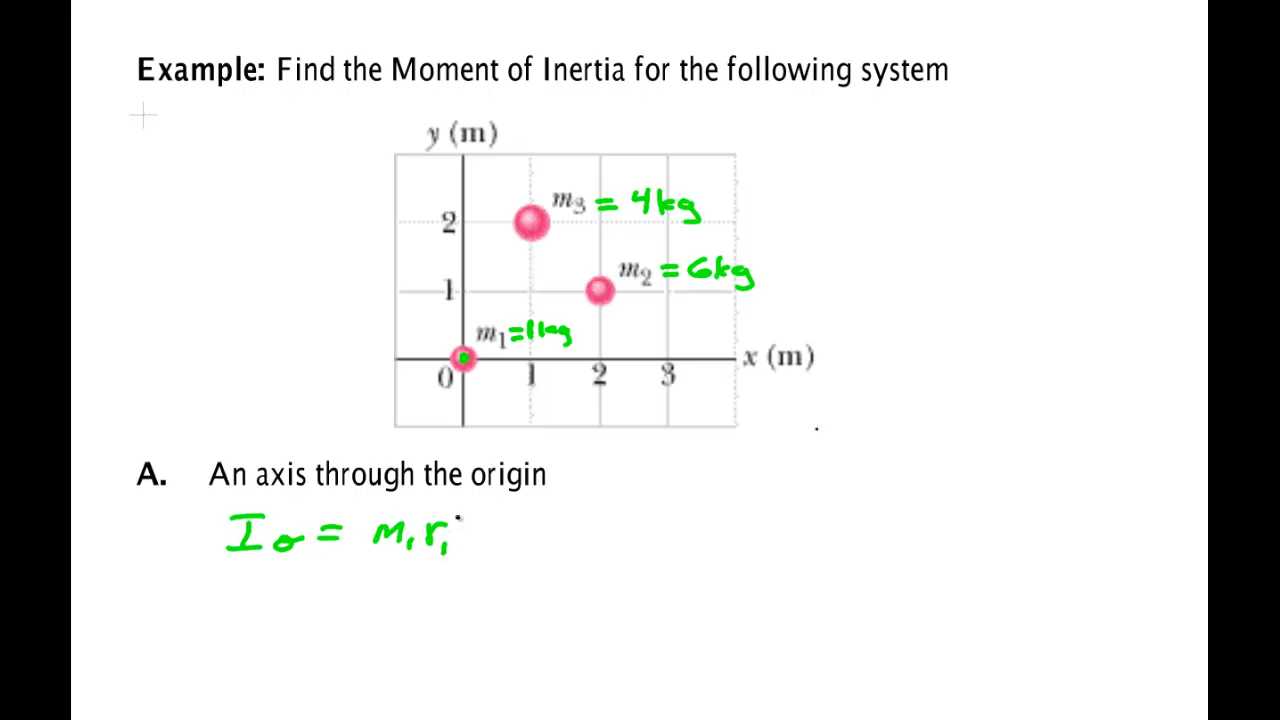 Example: Find the Moment of Inertia for the following system
y (m)
m3 = 4kg
2
m2 = 6kg
1
m1 = 1kg
x (m)
0 1 2 3
A. An axis through the origin
I₀ = m₁r₁